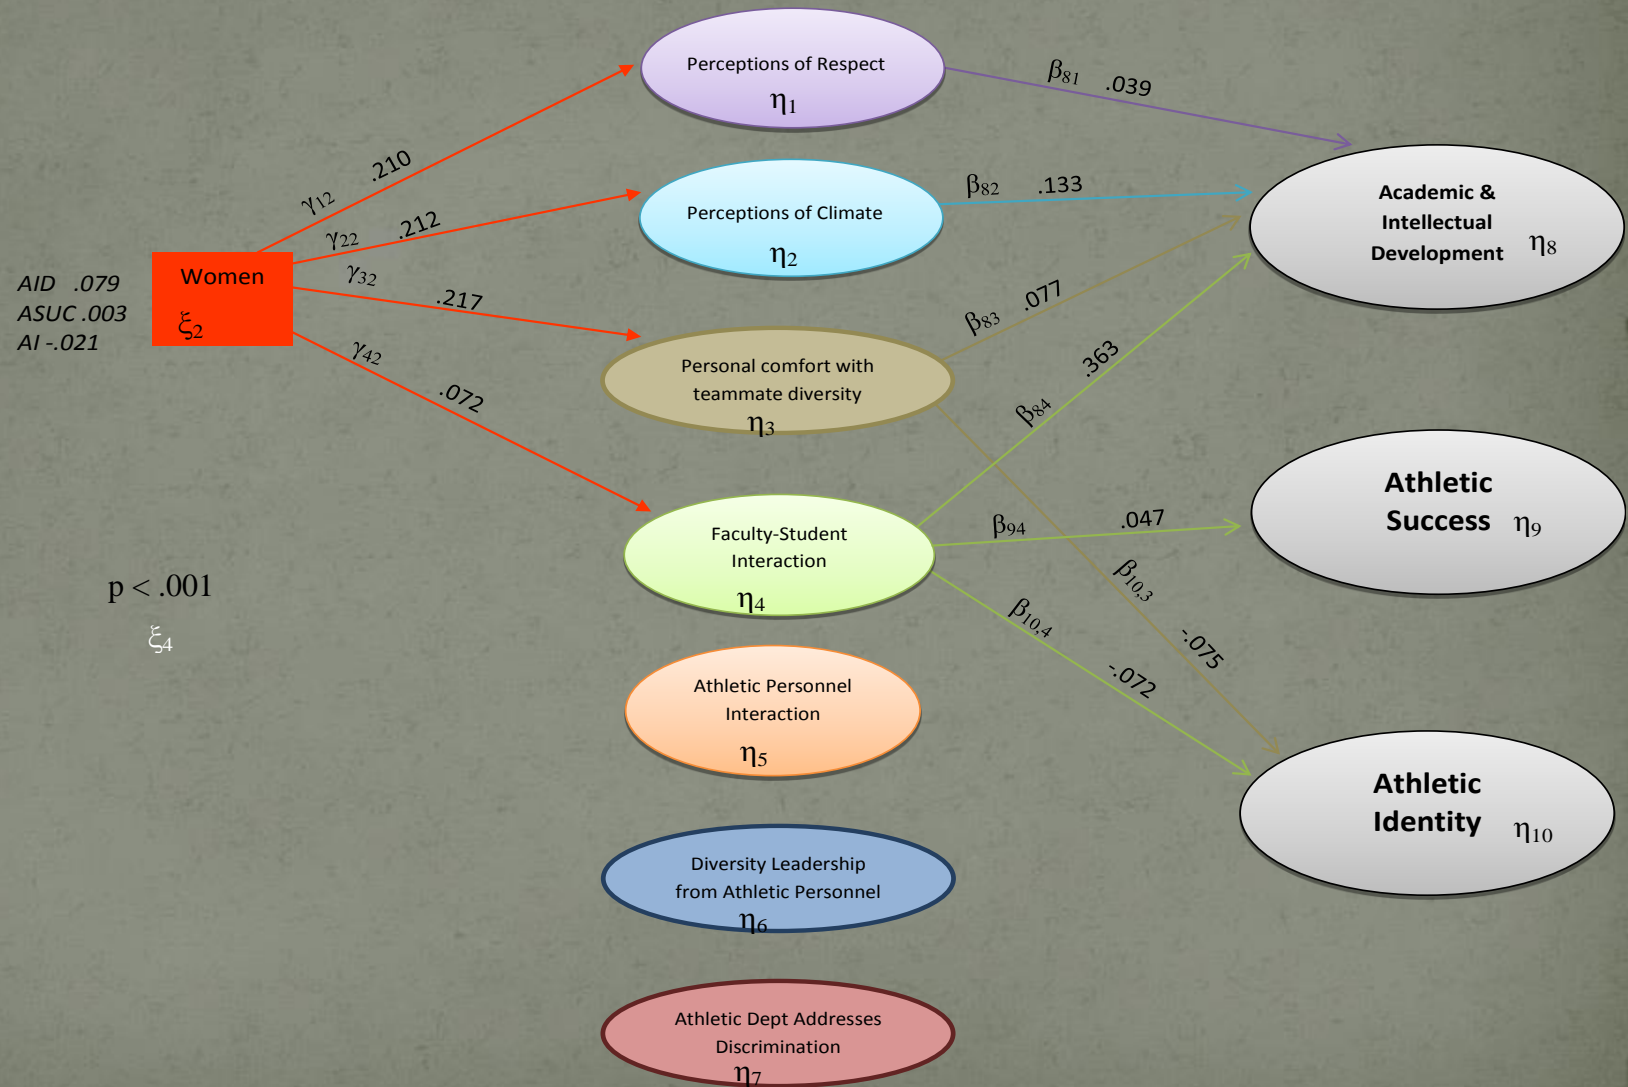 Perceptions of Respect
η1
β81 .039
γ12 .210
Perceptions of Climate
η2
β82 .133
Academic &
Intellectual
Development η8
γ22 .212
Women
ξ2
AID .079
ASUC .003
AI -.021
γ32 .217
Personal comfort with
teammate diversity
η3
β83 .077
γ42 .072
β84 .363
Faculty-Student
Interaction
η4
β94 .047
Athletic
Success η9
β10,3 -.075
β10,4 -.072
p < .001
ξ4
Athletic Personnel
Interaction
η5
Athletic
Identity η10
Diversity Leadership
from Athletic Personnel
η6
Athletic Dept Addresses
Discrimination
η7